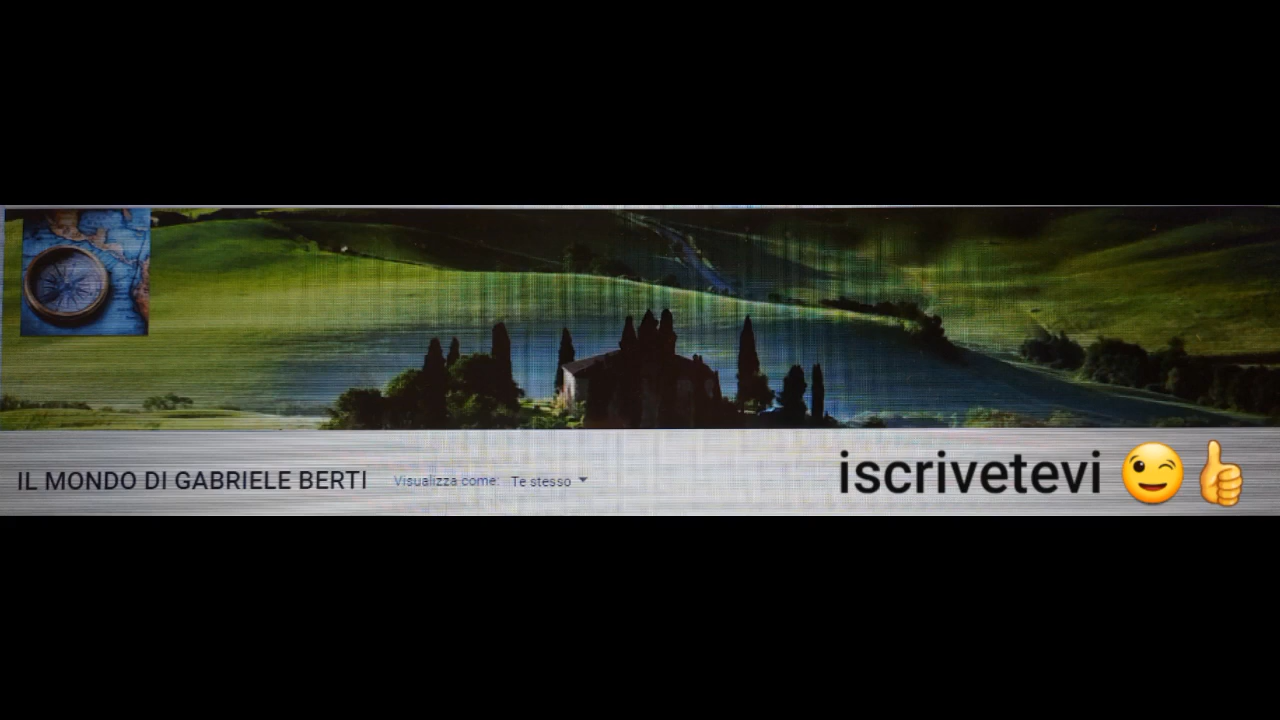 IL MONDO DI GABRIELE BERTI Visualizza come: Te stesso iscrivetevi 😉👍